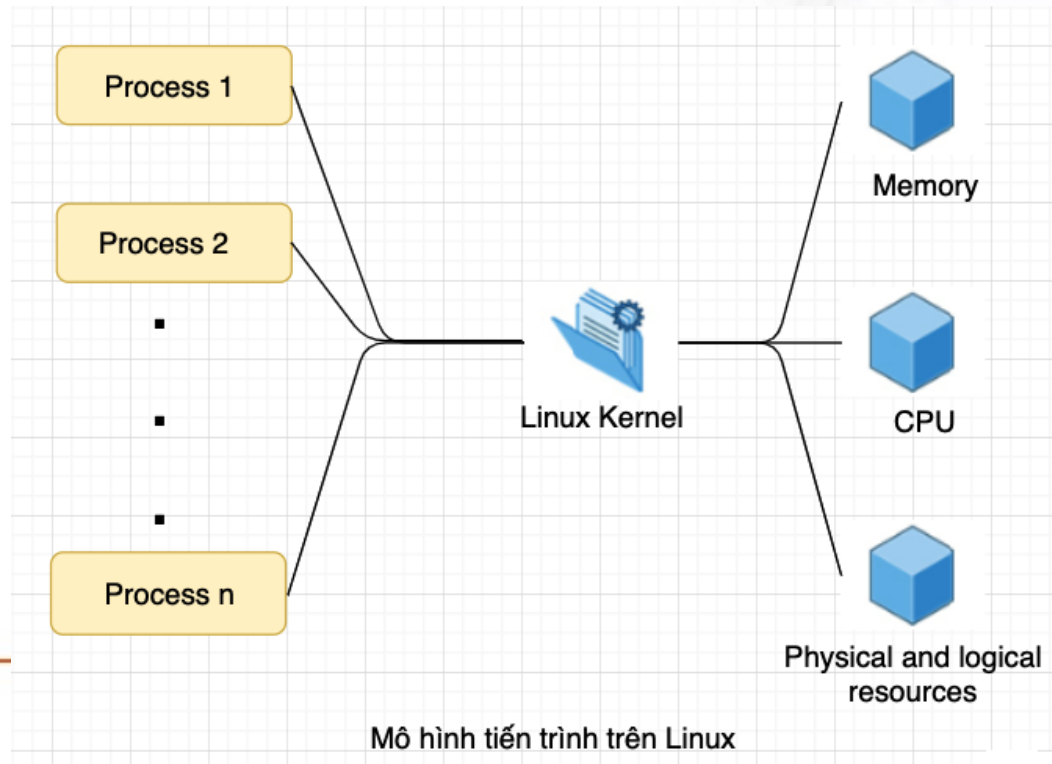 Process 1
Process 2
Process n
Linux Kernel
Memory
CPU
Physical and logical
resources
Mô hình tiến trình trên Linux